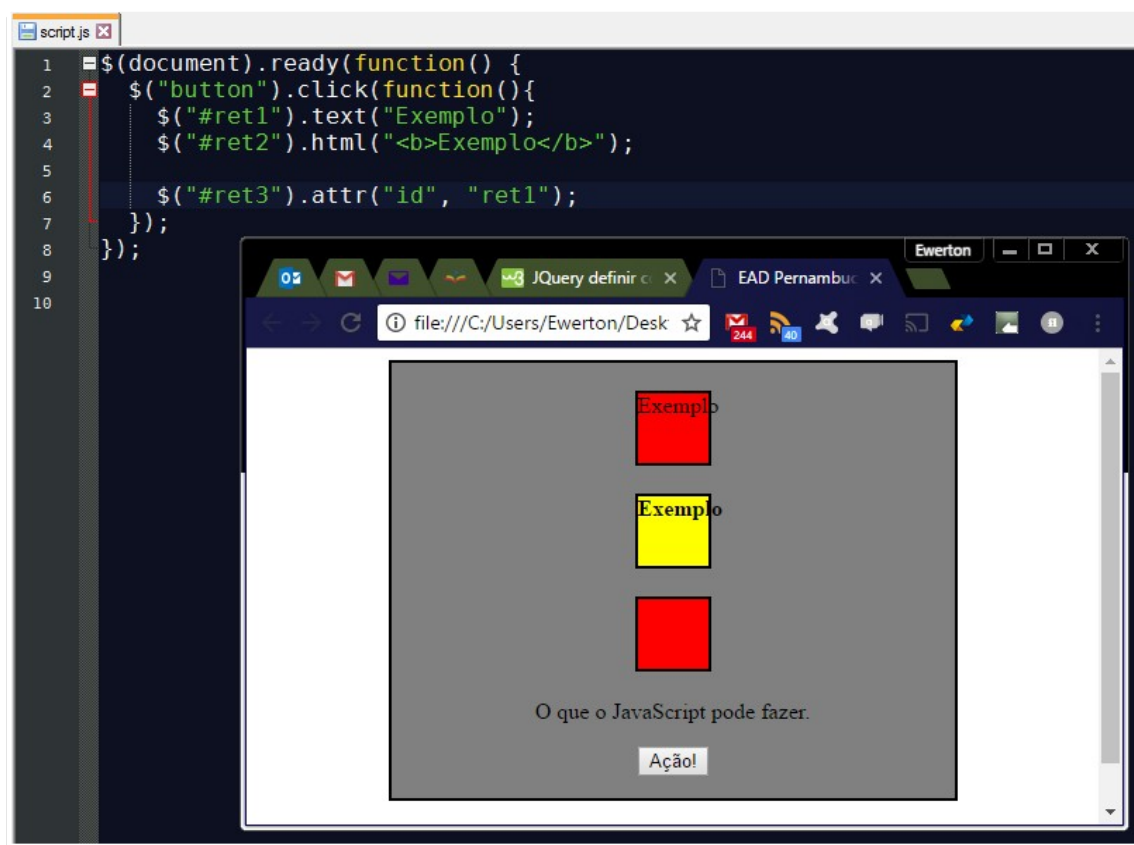 script.js
1 $(document).ready(function() {
2 $("button").click(function(){
3 $("#ret1").text("Exemplo");
4 $("#ret2").html("<b>Exemplo</b>");
5
6 $("#ret3").attr("id", "ret1");
7 });
8 });
9
10
Ewerton
JQuery definir c
EAD Pernambuc
file:///C:/Users/Ewerton/Desk
244
40
Exemplo
Exemplo
O que o JavaScript pode fazer.
Ação!